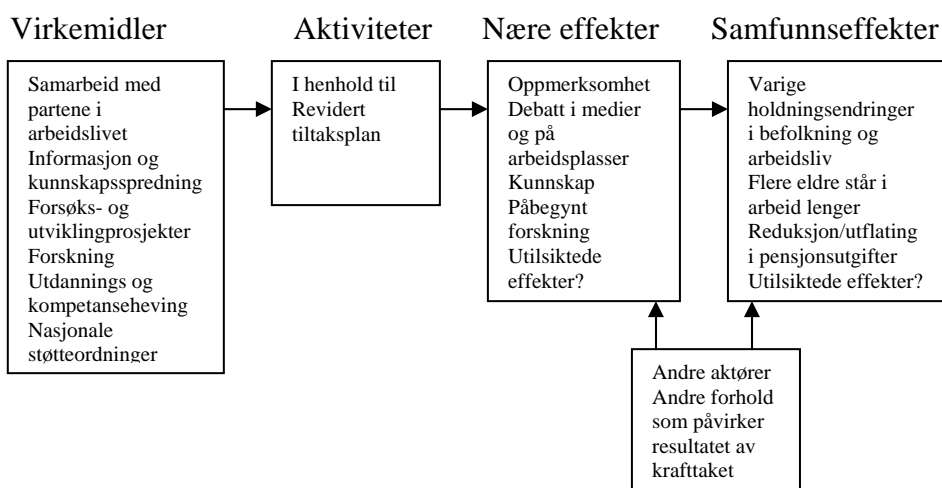 Virkemidler
Samarbeid med
partene i
arbeidslivet
Informasjon og
kunnskapsspredning
Forsøks- og
utviklingprosjekter
Forskning
Utdannings og
kompetanseheving
Nasjonale
støtteordninger
Aktiviteter
I henhold til
Revidert
tiltaksplan
Nære effekter
Oppmerksomhet
Debatt i medier
og på
arbeidsplasser
Kunnskap
Påbegynt
forskning
Utilsiktede
effekter?
Samfunnseffekter
Varige
holdningsendringer
i befolkning og
arbeidsliv
Flere eldre står i
arbeid lenger
Reduksjon/utflating
i pensjonsutgifter
Utilsiktede effekter?
Andre aktører
Andre forhold
som påvirker
resultatet av
krafttaket